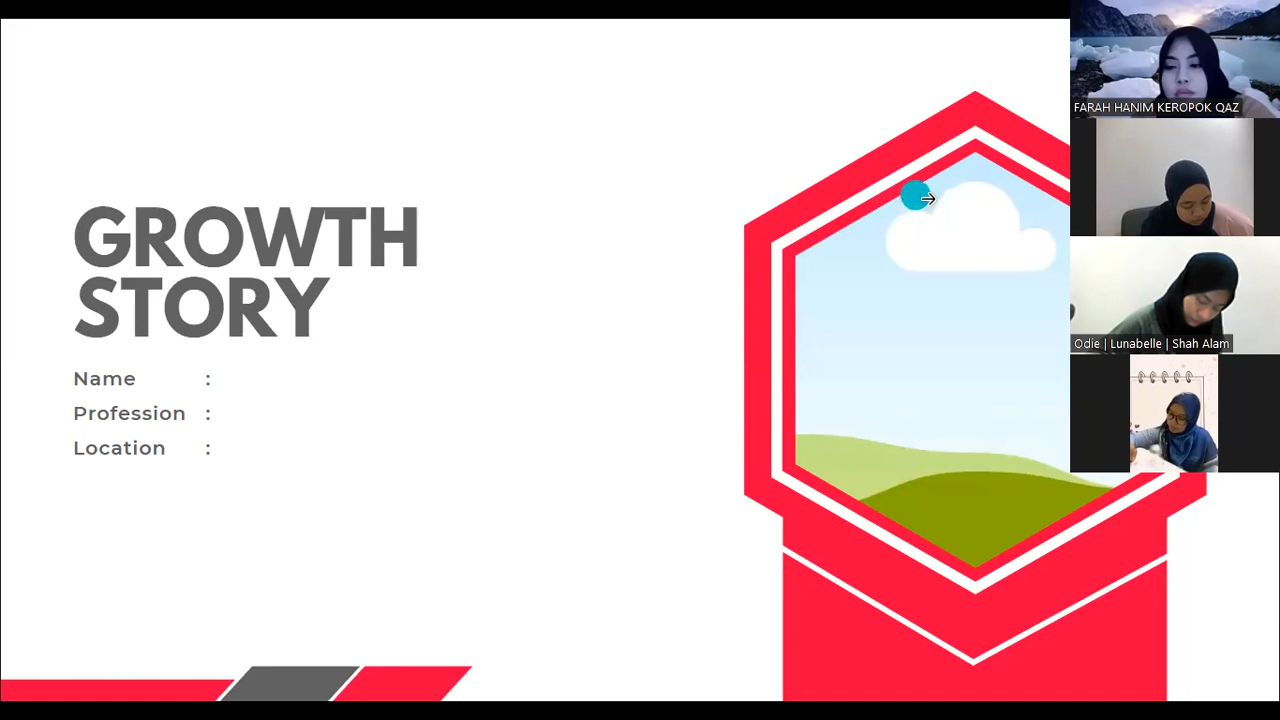 GROWTH
STORY
Name :
Profession :
Location :
FARAH HANIM KEROPOK QAZ
Odie | Lunabelle | Shah Alam